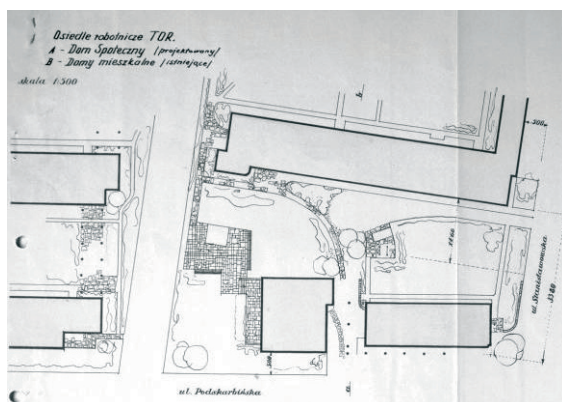 Osiedle robotnicze TOR.
A - Dom Społeczny /projektowany/
B - Domy mieszkalne /istniejące/
skala 1:500
b
ul. Stanisławowska
ul. Podskarbińska
a